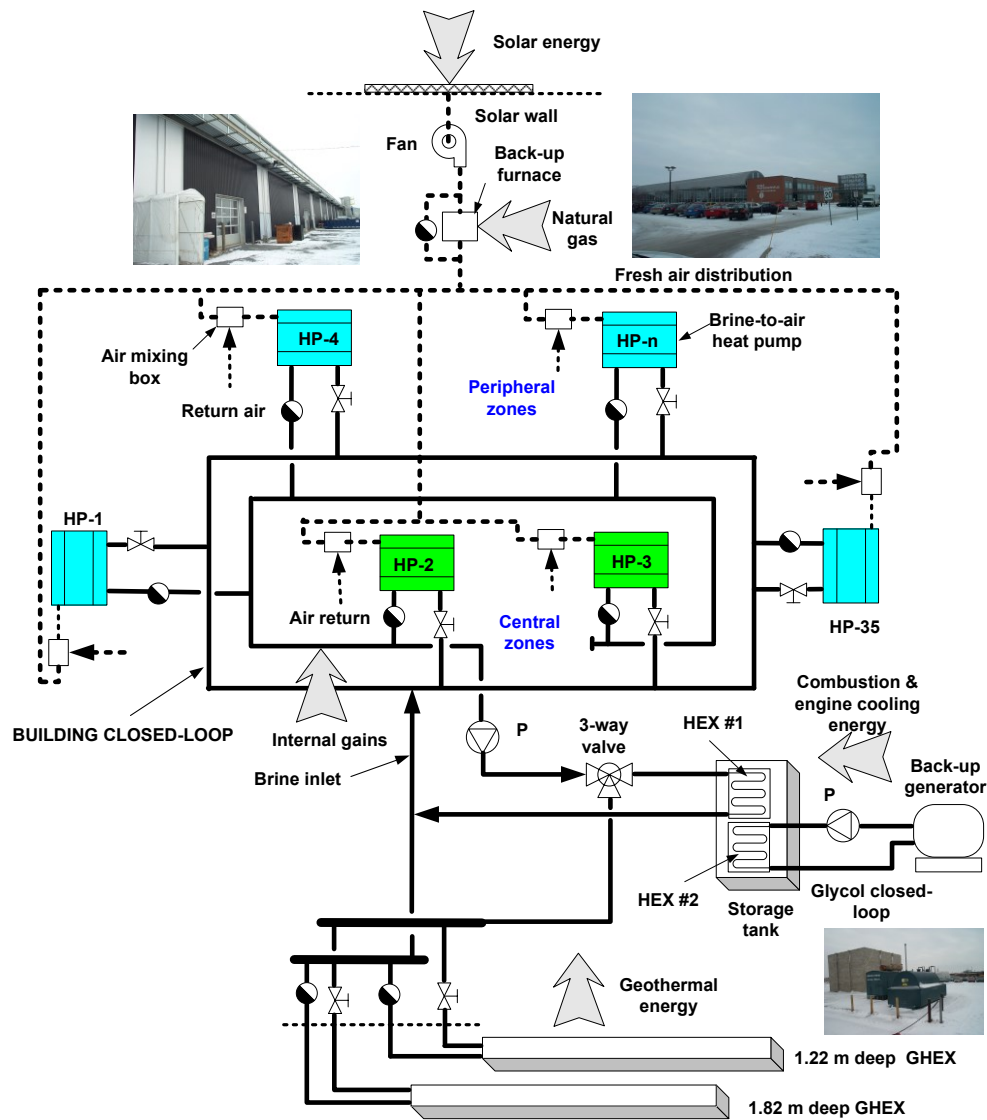 Solar energy
Solar wall
Fan
Back-up
furnace
Natural
gas
Fresh air distribution
HP-4
Air mixing
box
Return air
HP-n
Brine-to-air
heat pump
Peripheral
zones
HP-1
HP-2
HP-3
Air return
Central
zones
HP-35
BUILDING CLOSED-LOOP
Internal gains
Brine inlet
P
3-way
valve
HEX #1
Combustion &
engine cooling
energy
Back-up
generator
P
HEX #2
Storage
tank
Glycol closed-
loop
Geothermal
energy
1.22 m deep GHEX
1.82 m deep GHEX